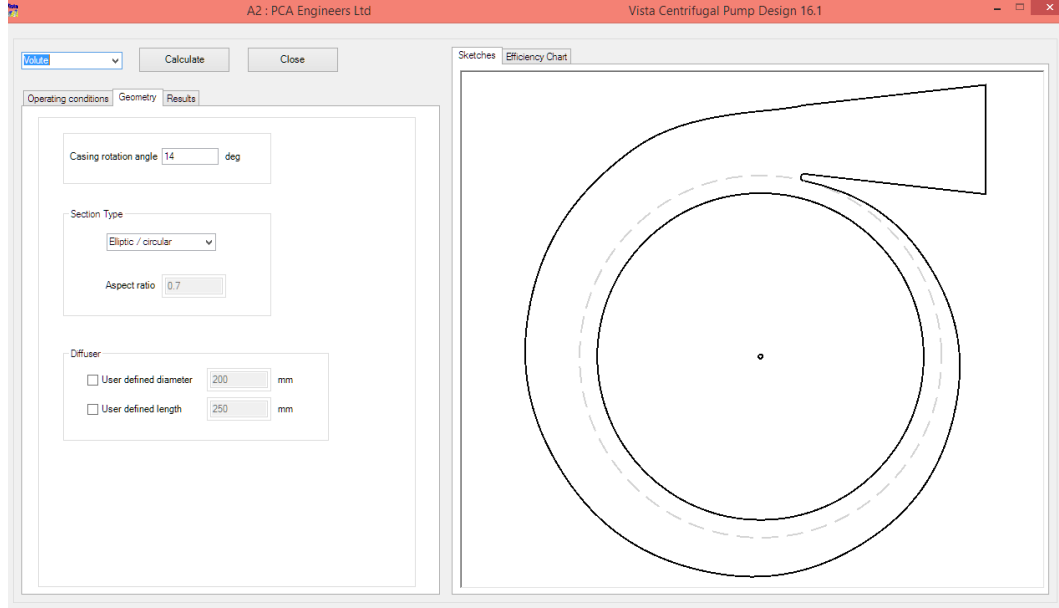 A2 : PCA Engineers Ltd Vista Centrifugal Pump Design 16.1
Volute Calculate Close
Sketches Efficiency Chart
Operating conditions Geometry Results
Casing rotation angle 14 deg
Section Type
Elliptic / circular
Aspect ratio 0.7
Diffuser
User defined diameter 200 mm
User defined length 250 mm